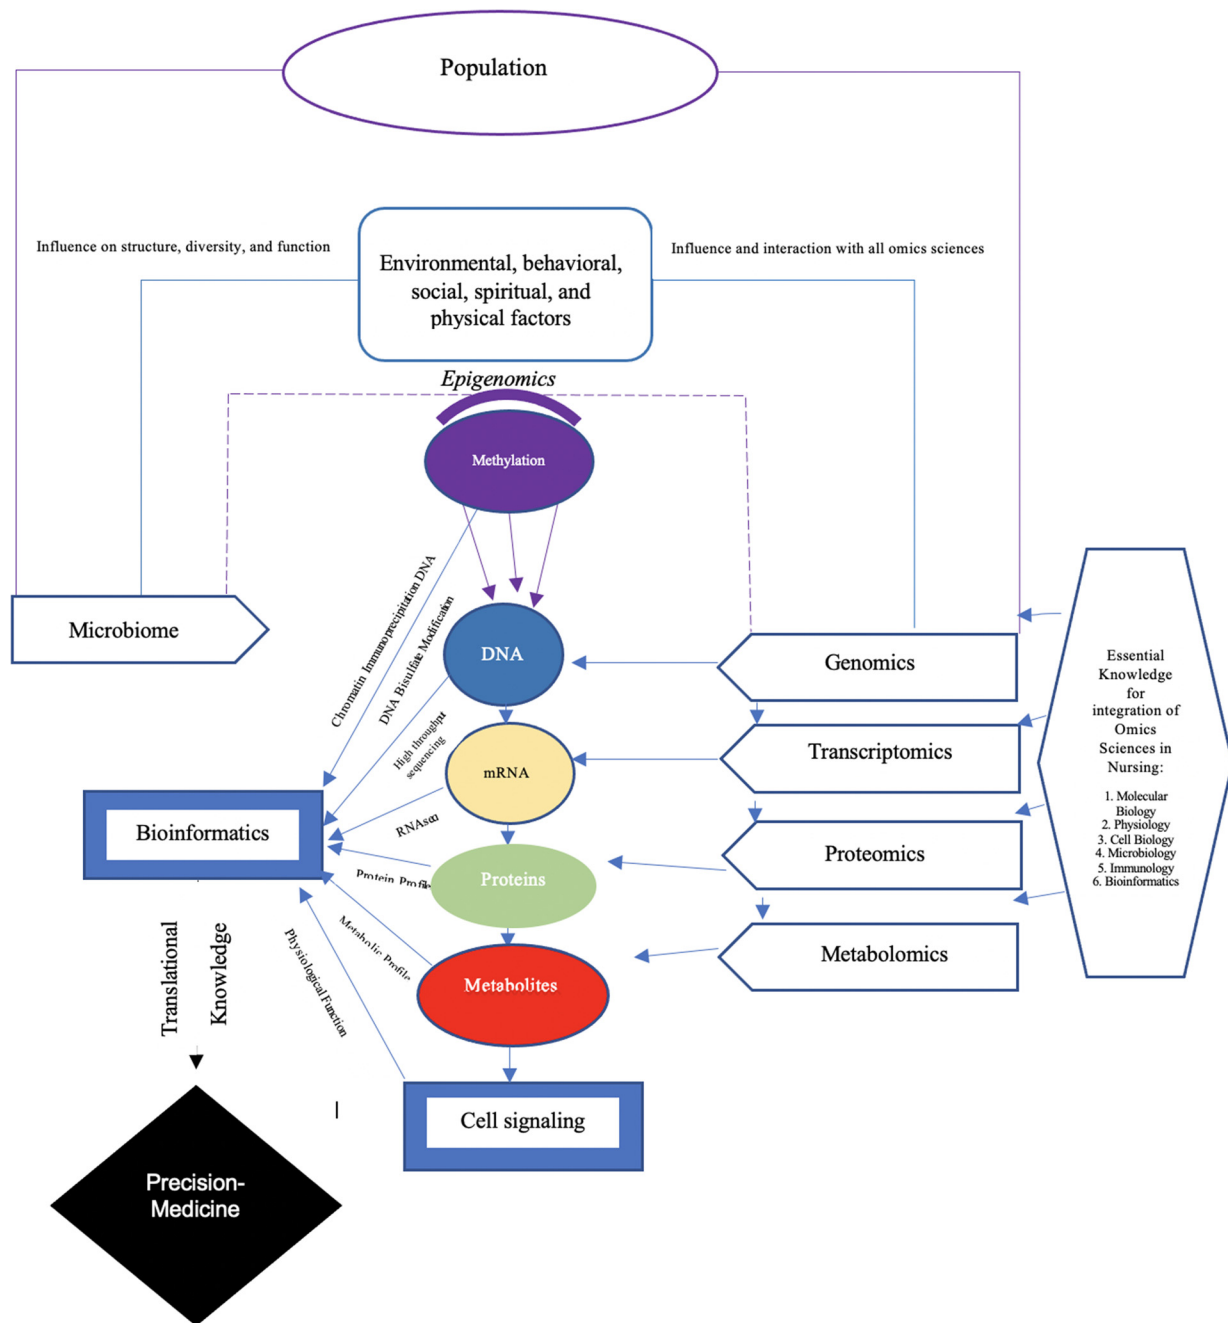 Population
Influence on structure, diversity, and function
Environmental, behavioral,
social, spiritual, and
physical factors
Influence and interaction with all omics sciences
Epigenomics
Methylation
Microbiome
Chromatin Immunoprecipitation DNA
DNA Bisulfate Modification
DNA
Genomics
High throughput
sequencing
mRNA
Transcriptomics
Bioinformatics
Protein Profile
Proteins
Proteomics
Metabolic Profile
Metabolites
Metabolomics
Physiological Function
Cell signaling
Essential
Knowledge
for
integration of
Omics
Sciences in
Nursing:
1. Molecular
Biology
2. Physiology
3. Cell Biology
4. Microbiology
5. Immunology
6. Bioinformatics
Translational
Knowledge
Precision-
Medicine